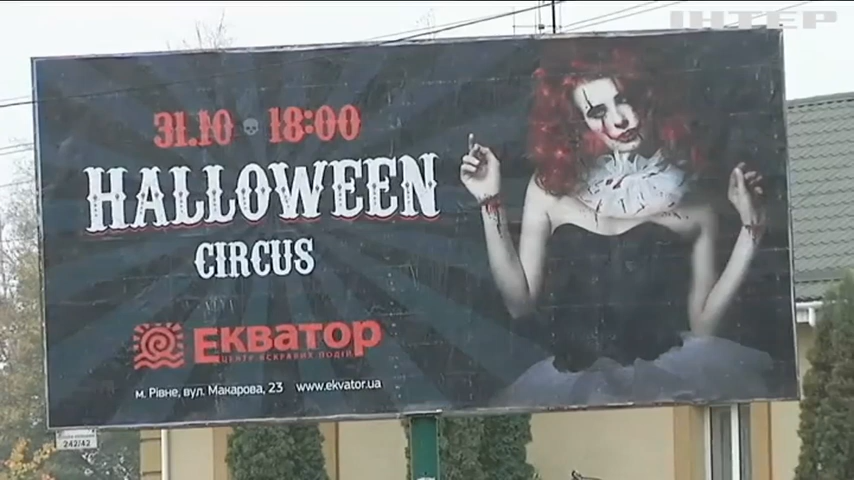 ІНТЕР
31.10 18:00
HALLOWEEN
CIRCUS
Екватор
ЦЕНТР ЯСКРАВИХ ПОДІЙ
м. Рівне, вул. Макарова, 23 www.ekvator.ua
242/42